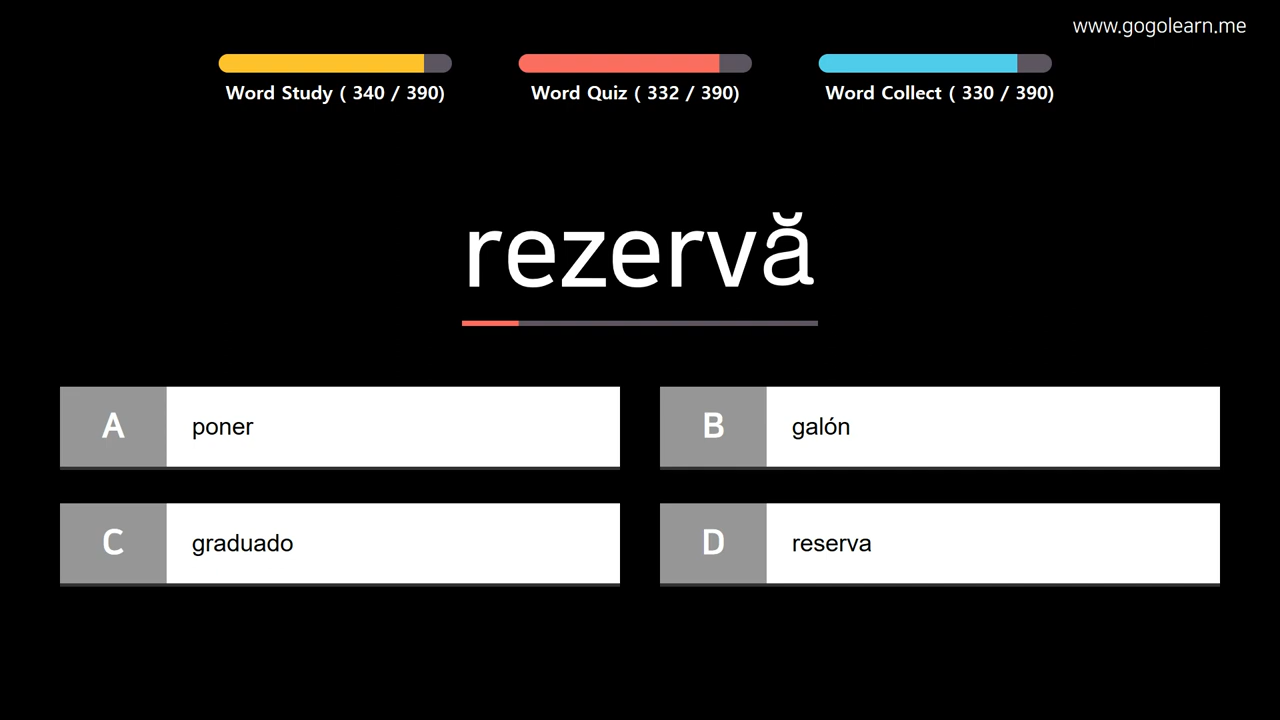 www.gogolearn.me
Word Study ( 340 / 390)
Word Quiz ( 332 / 390)
Word Collect ( 330 / 390)
rezervă
A poner
B galón
C graduado
D reserva